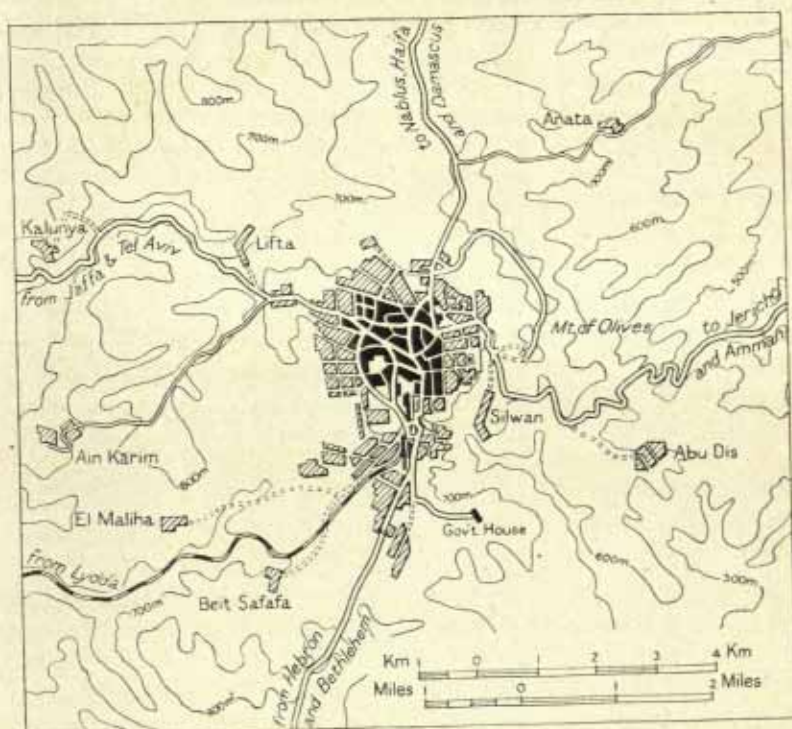 to Nablus, Haifa
and Damascus
Anata
800m
700m
700m
700m
600m
500m
Kalunya
Lifta
from Jaffa & Tel Aviv
Mt. of Olives
to Jericho
and Amman
Silwan
Abu Dis
Ain Karim
800m
El Maliha
700m
Gov't. House
from Lydda
Beit Safafa
700m
600m
500m
from Hebron
and Bethlehem
Km 1 0 1 2 3 4 Km
Miles 1 0 1 2 Miles